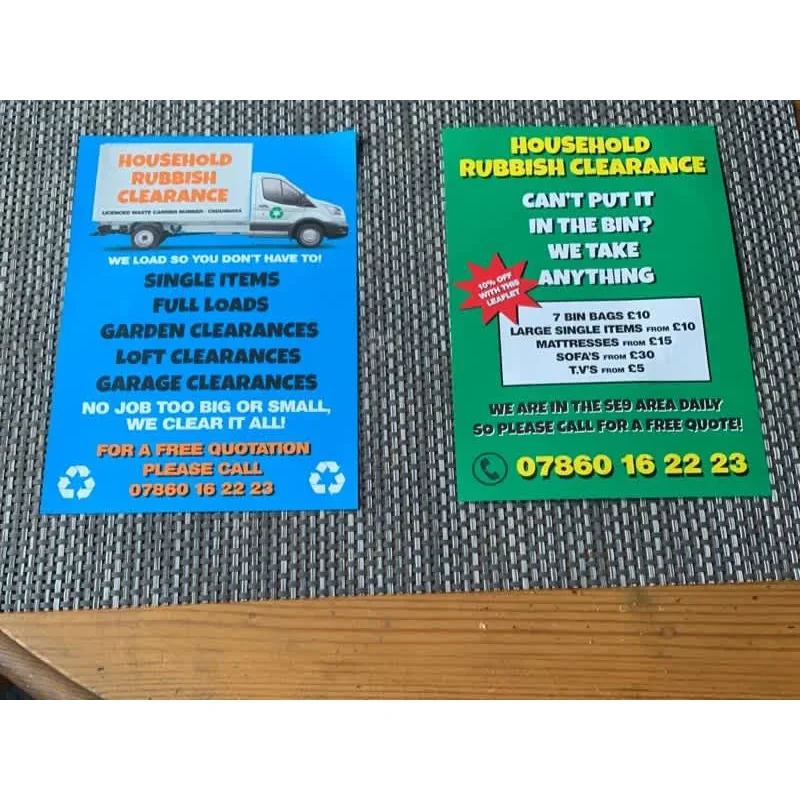 HOUSEHOLD
RUBBISH
CLEARANCE
LICENCED WASTE CARRIER NUMBER -
WE LOAD SO YOU DON'T HAVE TO!
SINGLE ITEMS
FULL LOADS
GARDEN CLEARANCES
LOFT CLEARANCES
GARAGE CLEARANCES
NO JOB TOO BIG OR SMALL,
WE CLEAR IT ALL!
FOR A FREE QUOTATION
PLEASE CALL
07860 16 22 23
HOUSEHOLD
RUBBISH CLEARANCE
CAN'T PUT IT
IN THE BIN?
WE TAKE
ANYTHING
10% OFF
WITH THIS
LEAFLET
7 BIN BAGS £10
LARGE SINGLE ITEMS FROM £10
MATTRESSES FROM £15
SOFA'S FROM £30
T.V'S FROM £5
WE ARE IN THE SE9 AREA DAILY
SO PLEASE CALL FOR A FREE QUOTE!
07860 16 22 23